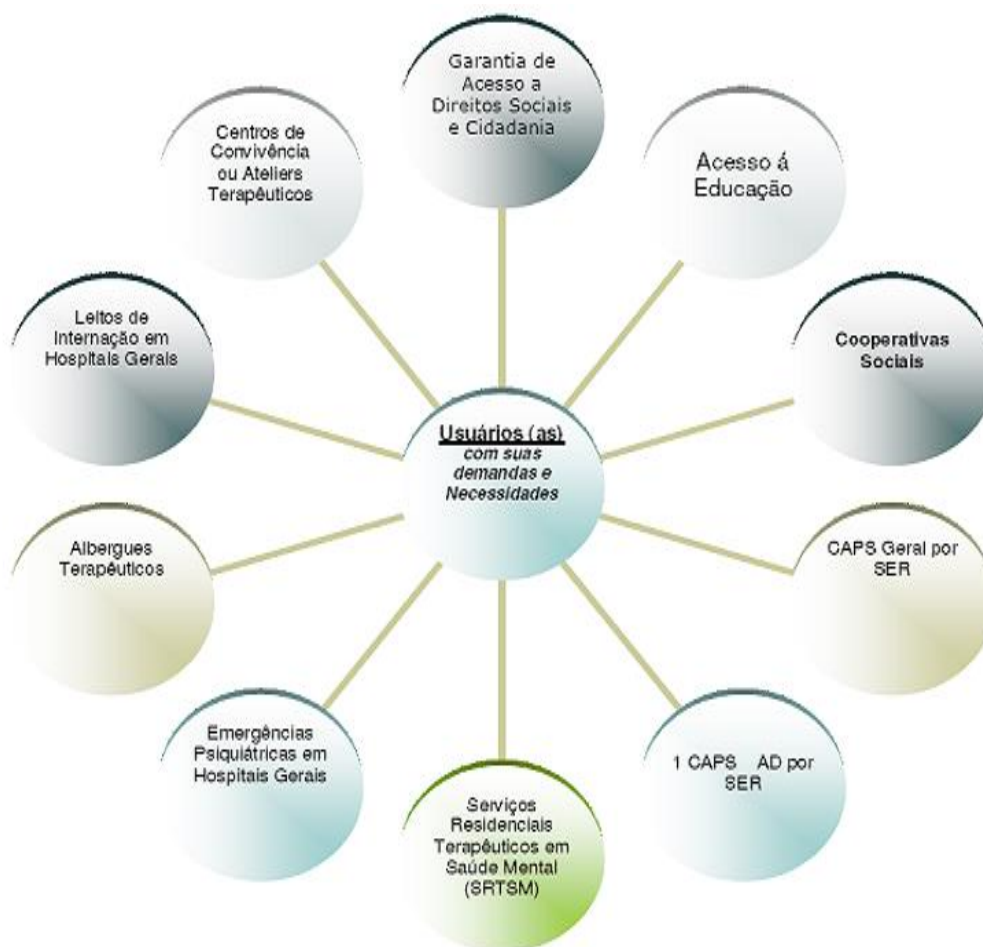 Garantia de
Acesso a
Direitos Sociais
e Cidadania
Centros de
Convivência
ou Ateliers
Terapêuticos
Acesso á
Educação
Leitos de
Internação em
Hospitais Gerais
Cooperativas
Sociais
Usuários (as)
com suas
demandas e
Necessidades
Albergues
Terapêuticos
CAPS Geral por
SER
Emergências
Psiquiátricas em
Hospitais Gerais
1 CAPS AD por
SER
Serviços
Residenciais
Terapêuticos em
Saúde Mental
(SRTSM)